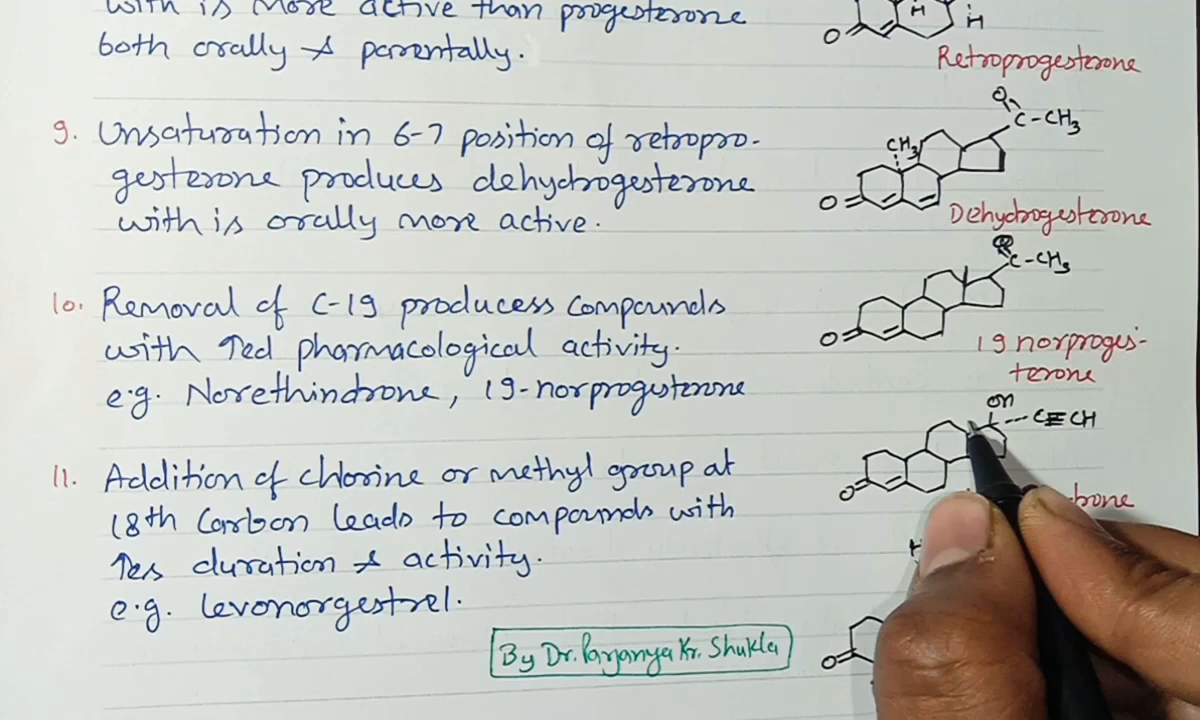 with is more active than progesterone
both orally & parentally.
Retroprogesterone
9. Unsaturation in 6-7 position of retropro-
gesterone produces dehydrogesterone
with is orally more active.
O
H
H
O
C-CH3
CH3
O
Dehydrogesterone
10. Removal of C-19 producess compounds
with ↑ed pharmacological activity.
e.g. Norethindrone, 19-norprogesterone
C-CH3
O
19 norproges-
terone
11. Addition of chlorine or methyl group at
18th Carbon leads to compounds with
↑es duration & activity.
e.g. levonorgestrel.
OH
C≡CH
O
O
By Dr. Payanya Kr. Shukla